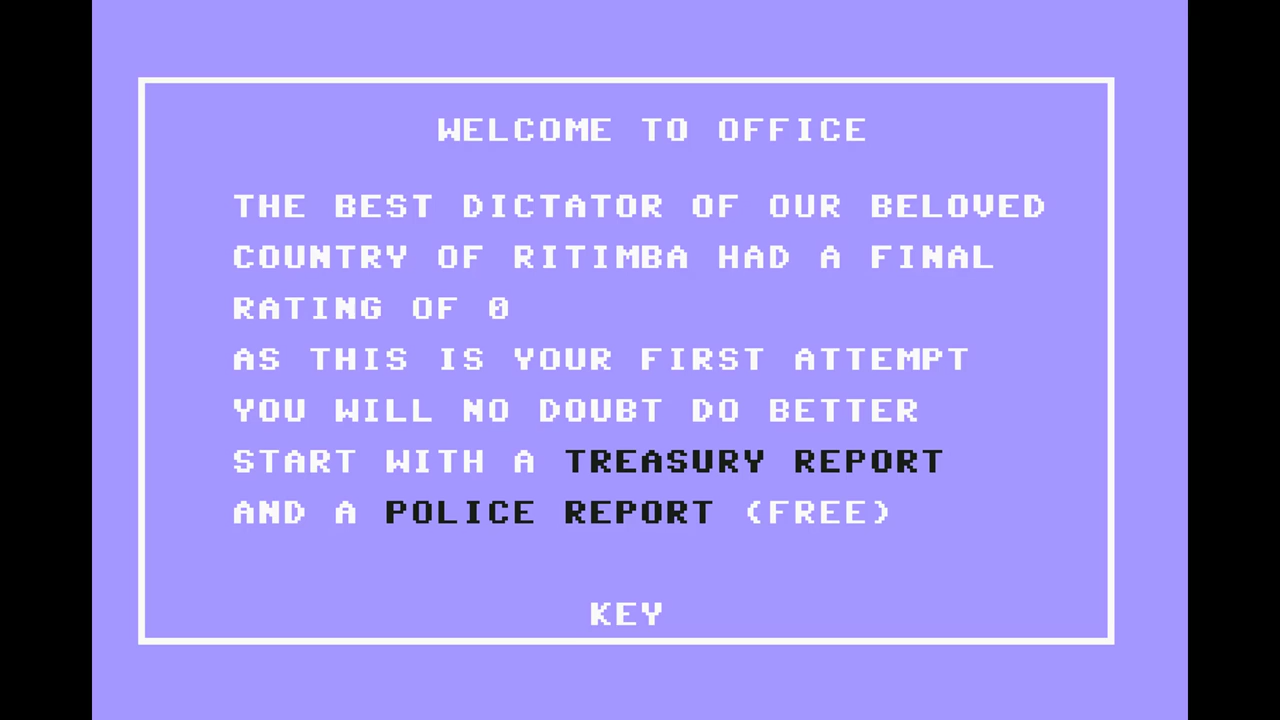 WELCOME TO OFFICE
THE BEST DICTATOR OF OUR BELOVED
COUNTRY OF RITIMBA HAD A FINAL
RATING OF 0
AS THIS IS YOUR FIRST ATTEMPT
YOU WILL NO DOUBT DO BETTER
START WITH A TREASURY REPORT
AND A POLICE REPORT (FREE)
KEY